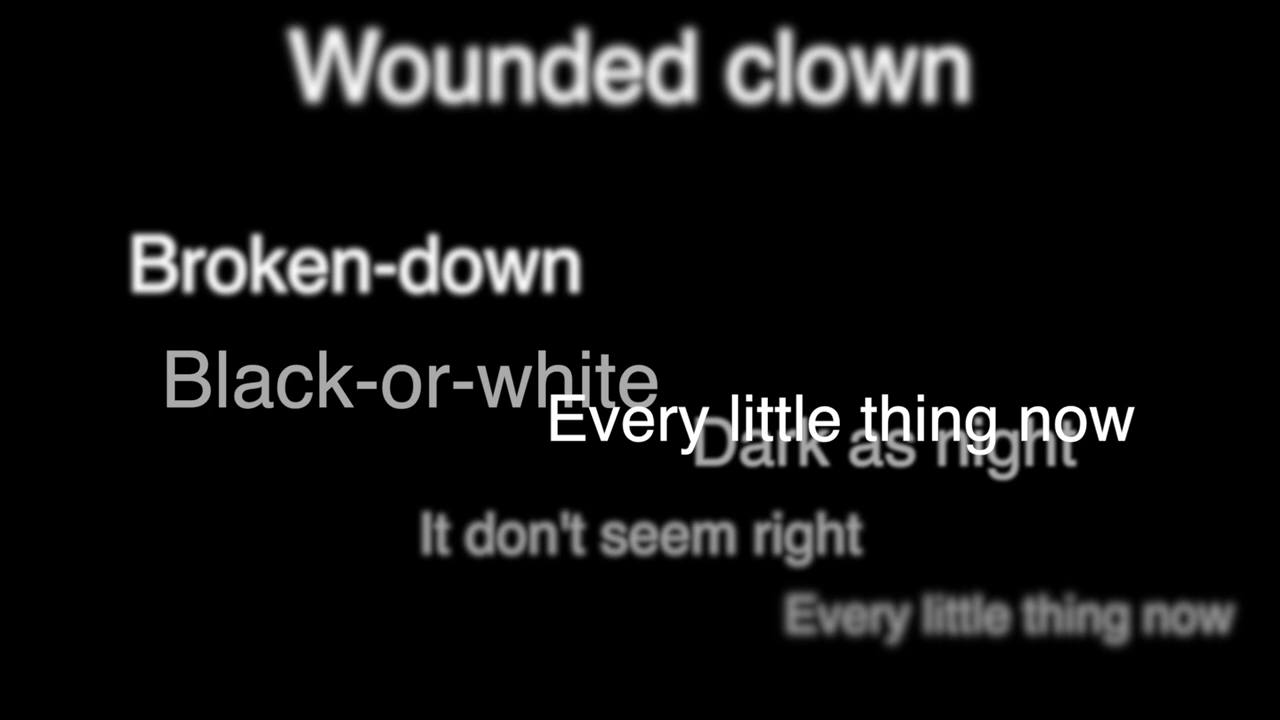 Wounded clown
Broken-down
Black-or-white
Every little thing now
Dark as night
It don't seem right
Every little thing now